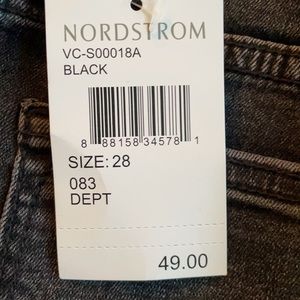 NORDSTROM
VC-S00018A
BLACK
8 88158 34578 1
SIZE: 28
083
DEPT
49.00